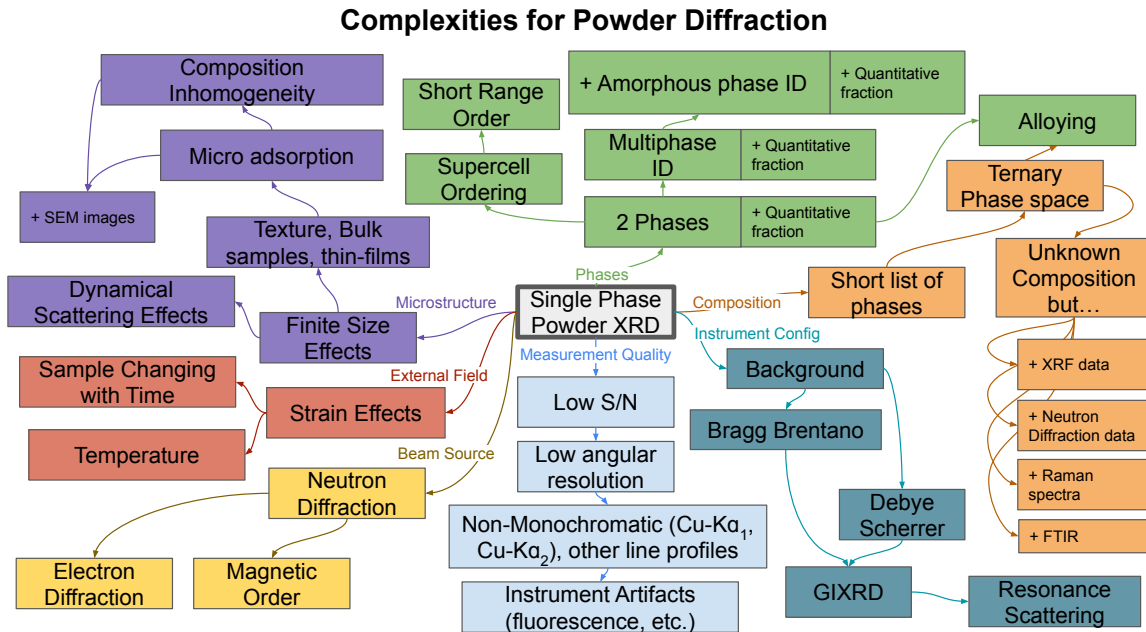 Complexities for Powder Diffraction
Composition
Inhomogeneity
Micro adsorption
+ SEM images
Texture, Bulk
samples, thin-films
Dynamical
Scattering Effects
Finite Size
Effects
Microstructure
Short Range
Order
Supercell
Ordering
+ Amorphous phase ID
+ Quantitative
fraction
Multiphase
ID
+ Quantitative
fraction
2 Phases
+ Quantitative
fraction
Phases
Alloying
Ternary
Phase space
Short list of
phases
Composition
Unknown
Composition
but…
+ XRF data
+ Neutron
Diffraction data
+ Raman
spectra
+ FTIR
Single Phase
Powder XRD
Instrument Config
Background
Bragg Brentano
Debye
Scherrer
GIXRD
Resonance
Scattering
Measurement Quality
Low S/N
Low angular
resolution
Non-Monochromatic (Cu-Kα₁,
Cu-Kα₂), other line profiles
Instrument Artifacts
(fluorescence, etc.)
External Field
Strain Effects
Sample Changing
with Time
Temperature
Beam Source
Neutron
Diffraction
Electron
Diffraction
Magnetic
Order